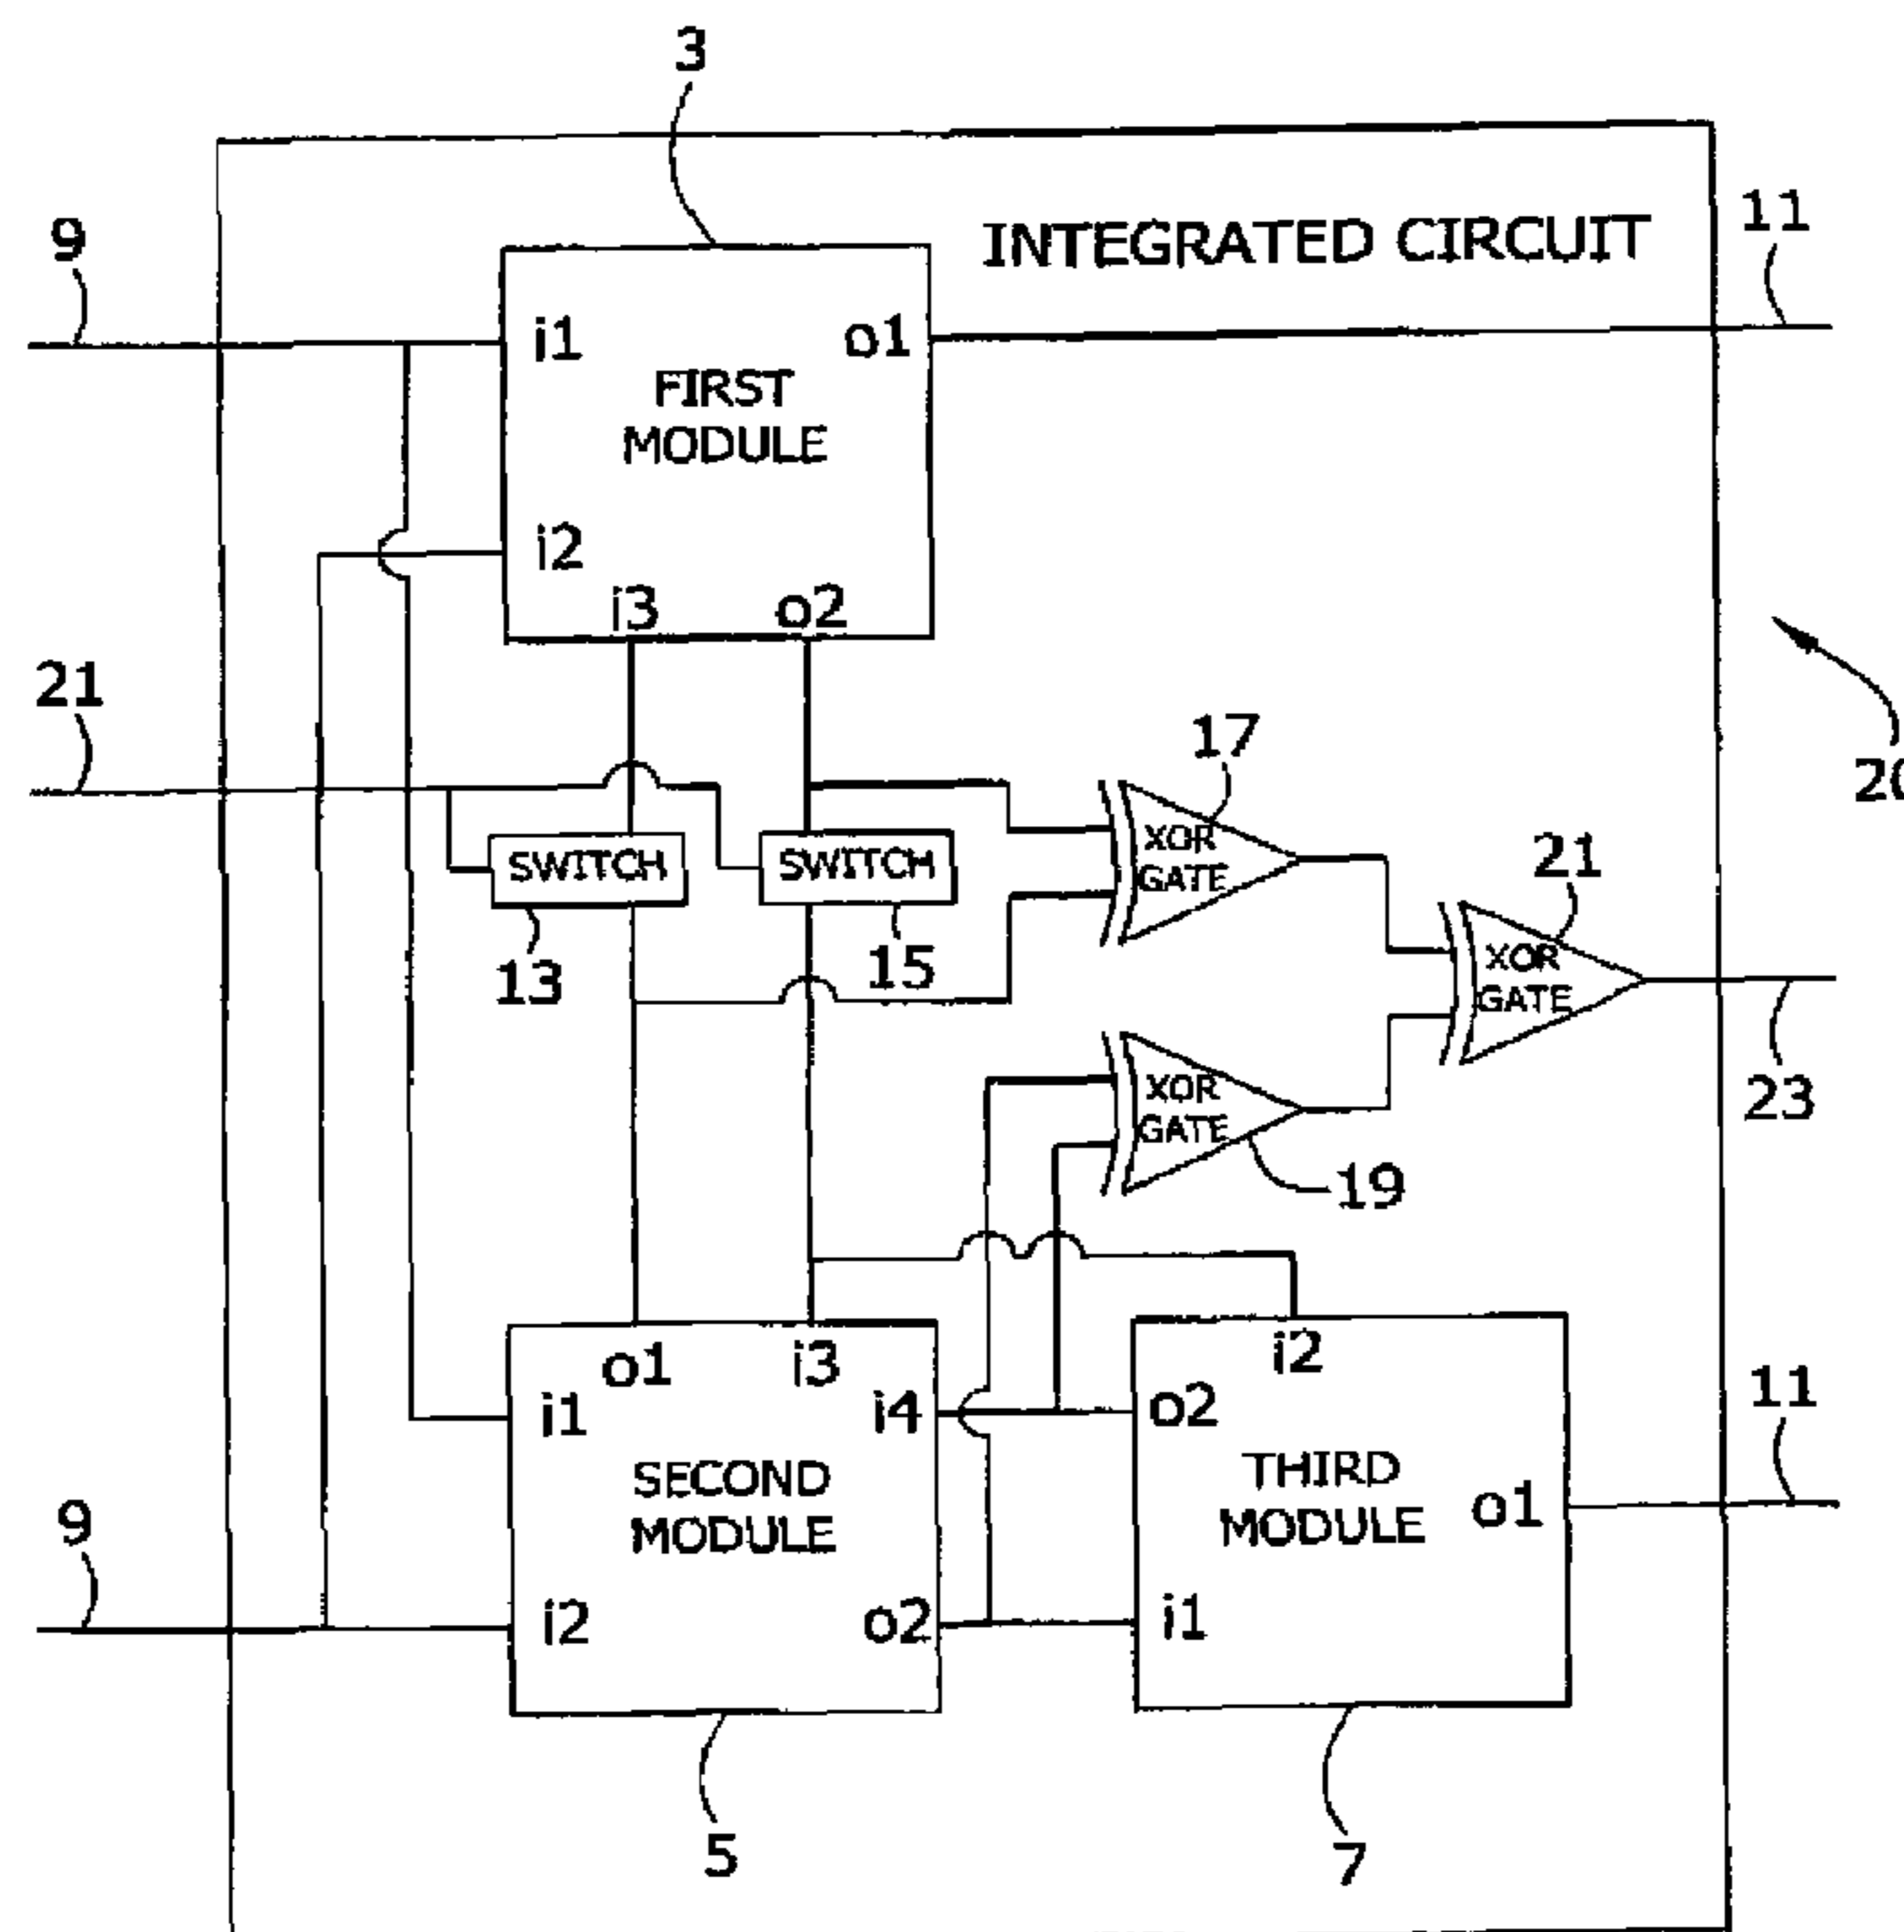 3
INTEGRATED CIRCUIT
11
9
i1
o1
FIRST
MODULE
i2
i3
o2
21
17
XOR
GATE
SWITCH
SWITCH
21
13
15
XOR
GATE
23
XOR
GATE
19
o1
i3
i2
i1
i4
o2
11
SECOND
MODULE
THIRD
MODULE
o1
9
i2
o2
i1
5
7